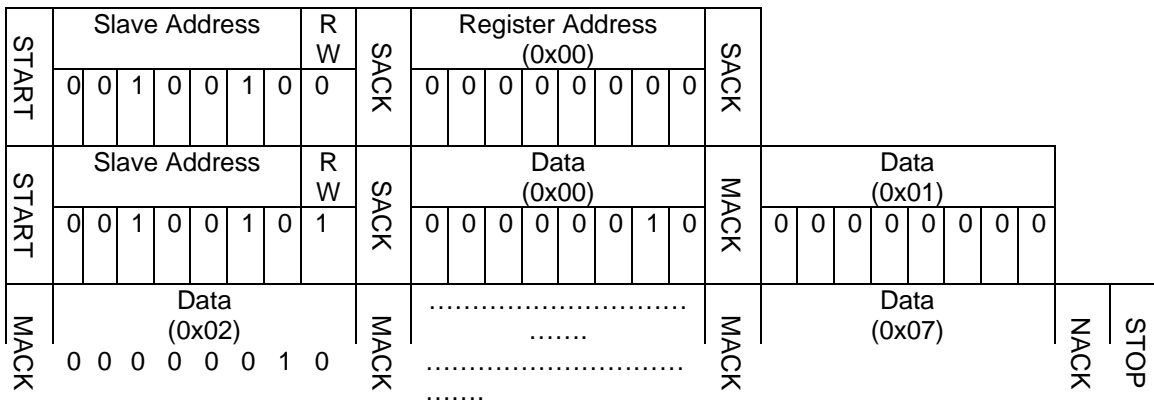 START
Slave Address
R W
SACK
Register Address
(0x00)
SACK
0 0 1 0 0 1 0 0
0 0 0 0 0 0 0 0
START
Slave Address
R W
SACK
Data
(0x00)
MACK
Data
(0x01)
0 0 1 0 0 1 0 1
0 0 0 0 0 0 1 0
0 0 0 0 0 0 0 0
MACK
Data
(0x02)
MACK
................................
.......
MACK
Data
(0x07)
NACK
STOP
0 0 0 0 0 0 1 0
................................
.......